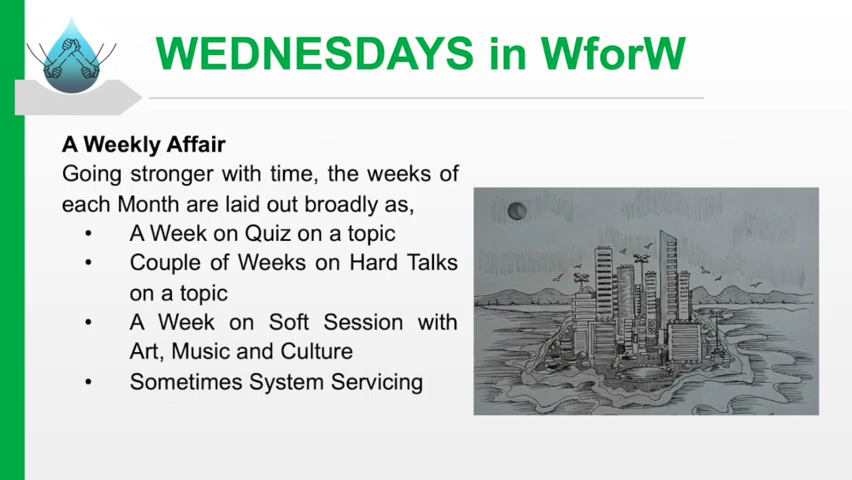 WEDNESDAYS in WforW
A Weekly Affair
Going stronger with time, the weeks of
each Month are laid out broadly as,
• A Week on Quiz on a topic
• Couple of Weeks on Hard Talks
on a topic
• A Week on Soft Session with
Art, Music and Culture
• Sometimes System Servicing